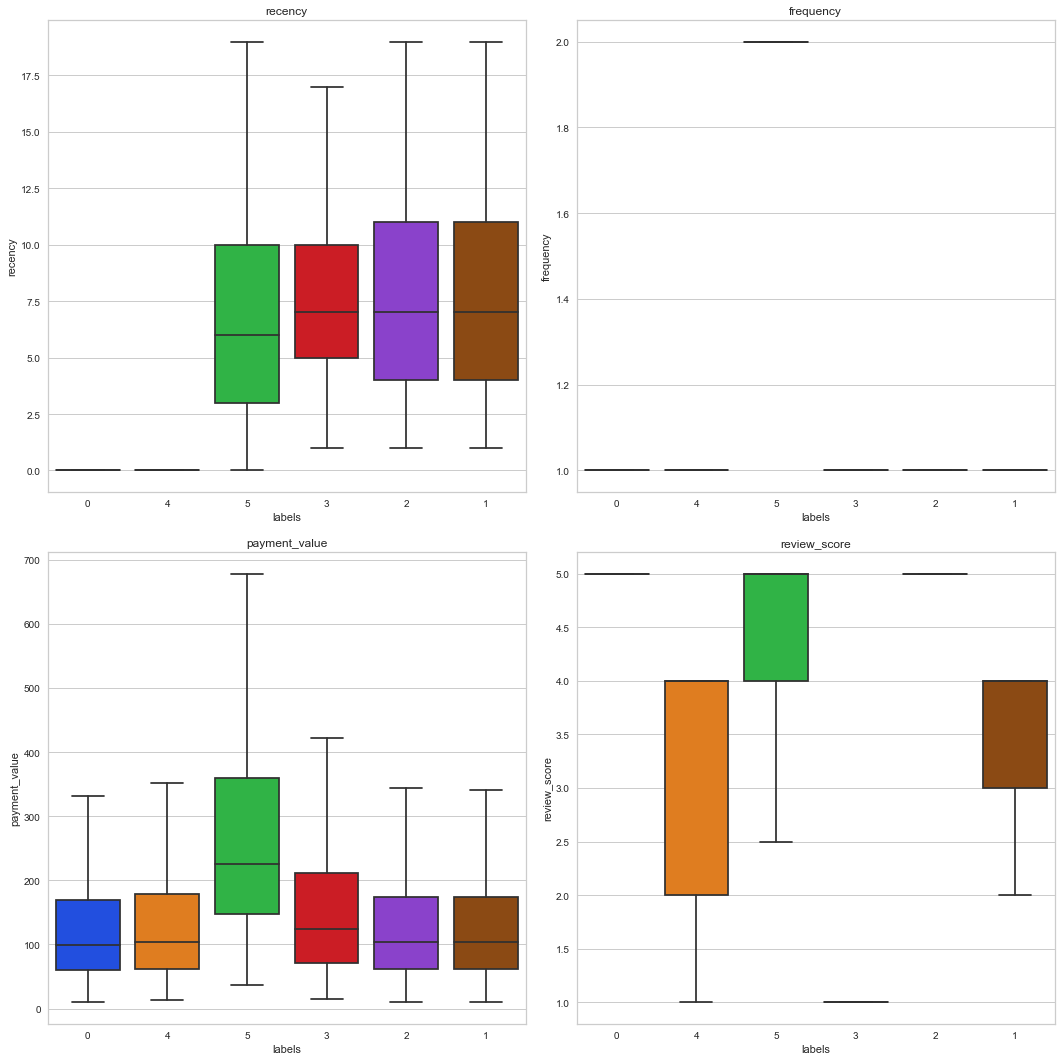 recency
17.5
15.0
12.5
10.0
7.5
5.0
2.5
0.0
recency
0 4 5 3 2 1
labels
frequency
2.0
1.8
1.6
1.4
1.2
1.0
frequency
0 4 5 3 2 1
labels
payment_value
700
600
500
400
300
200
100
0
payment_value
0 4 5 3 2 1
labels
review_score
5.0
4.5
4.0
3.5
3.0
2.5
2.0
1.5
1.0
review_score
0 4 5 3 2 1
labels